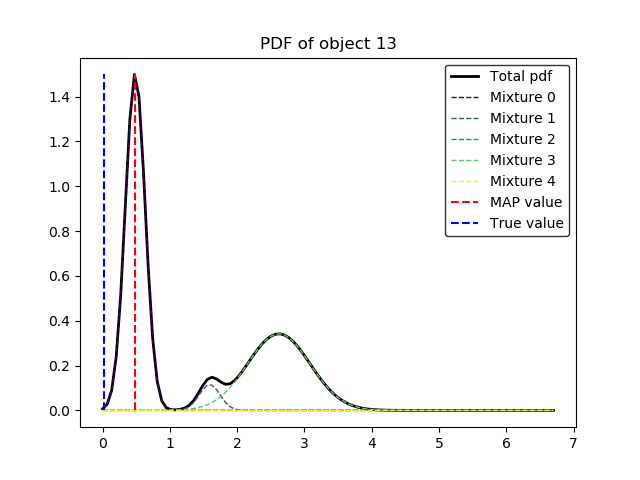 PDF of object 13
Total pdf
Mixture 0
Mixture 1
Mixture 2
Mixture 3
Mixture 4
MAP value
True value
1.4
1.2
1.0
0.8
0.6
0.4
0.2
0.0
0 1 2 3 4 5 6 7